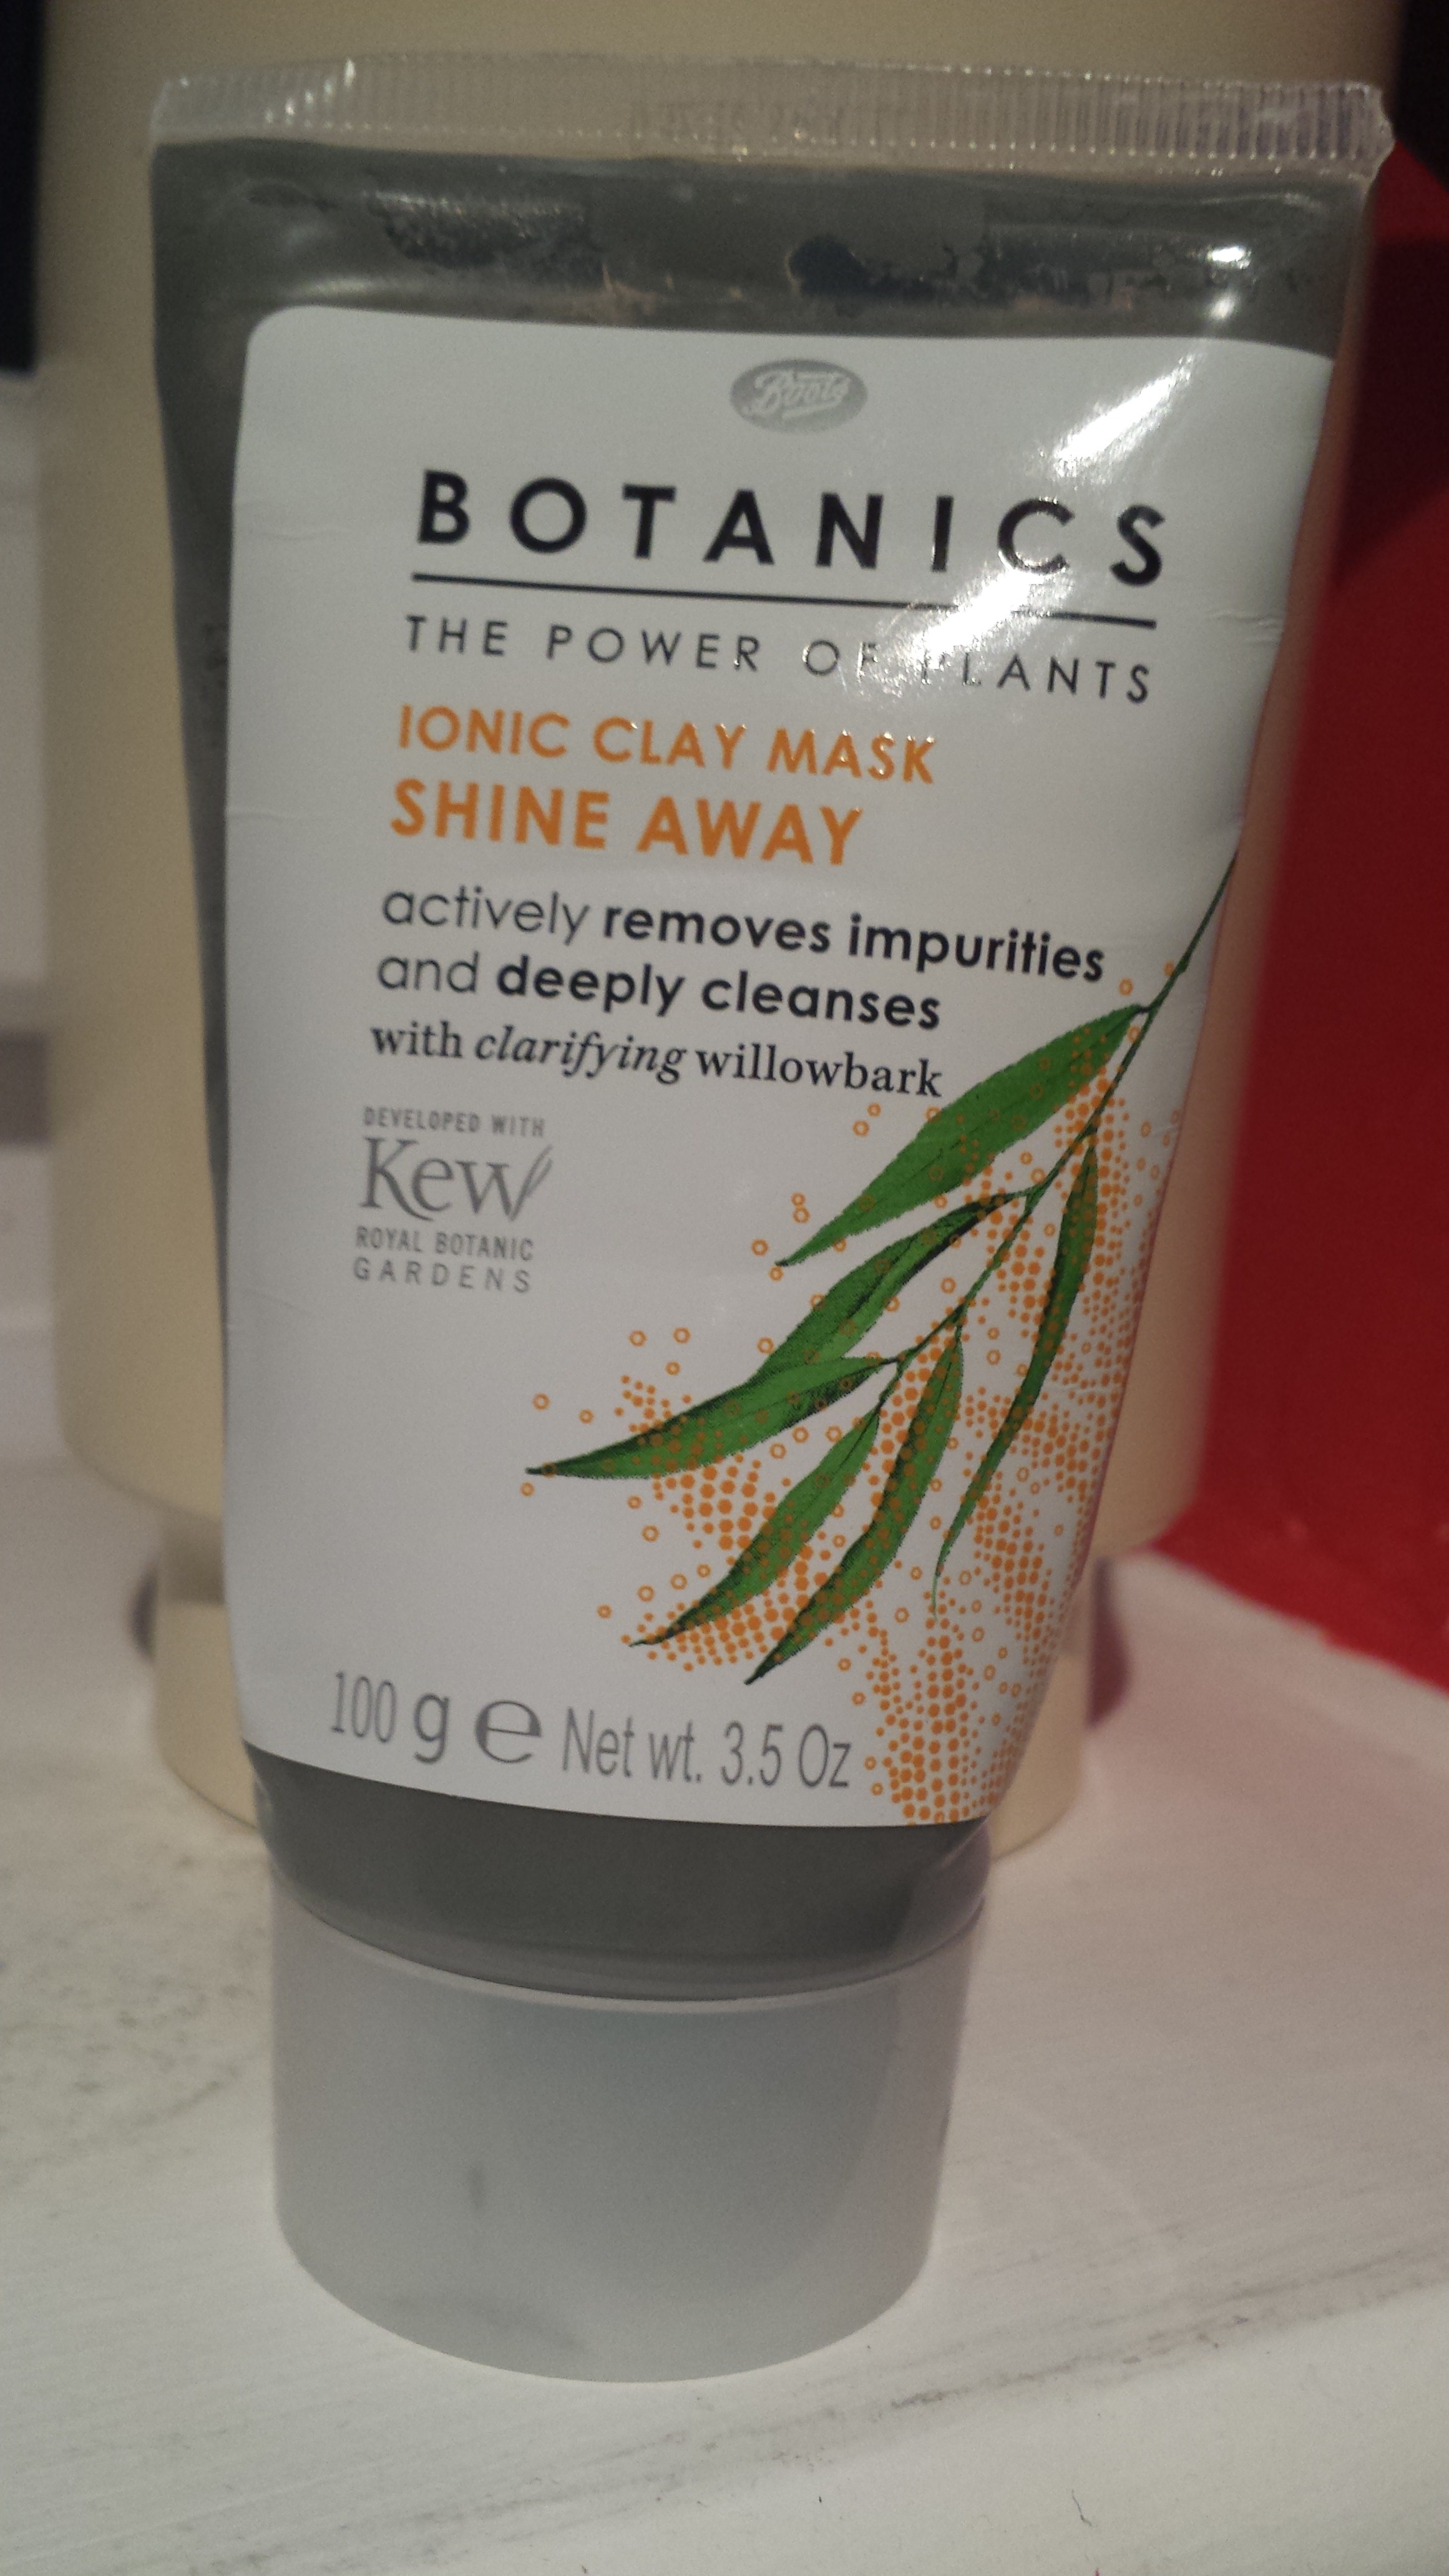 Boots
BOTANICS
THE POWER OF PLANTS
IONIC CLAY MASK
SHINE AWAY
actively removes impurities
and deeply cleanses
with clarifying willowbark
DEVELOPED WITH
Kew
ROYAL BOTANIC
GARDENS
100 g e Net wt. 3.5 Oz